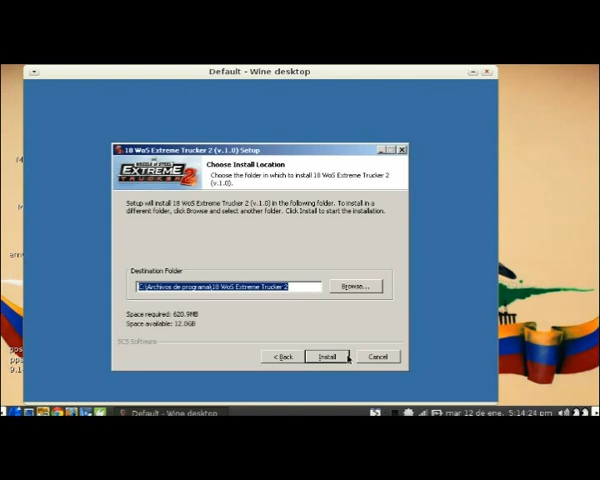 Default - Wine desktop
18 WoS Extreme Trucker 2 (v.1.0) Setup
EXTREME
TRUCKER 2
Choose Install Location
Choose the folder in which to install 18 WoS Extreme Trucker 2
(v.1.0).
Setup will install 18 WoS Extreme Trucker 2 (v.1.0) in the following folder. To install in a
different folder, click Browse and select another folder. Click Install to start the installation.
Destination Folder
C:\Archivos de programa\18 WoS Extreme Trucker 2
Browse...
Space required: 620.9MB
Space available: 12.0GB
SCS Software
< Back
Install
Cancel
Default - Wine desktop
mar 12 de ene, 5:14:24 pm